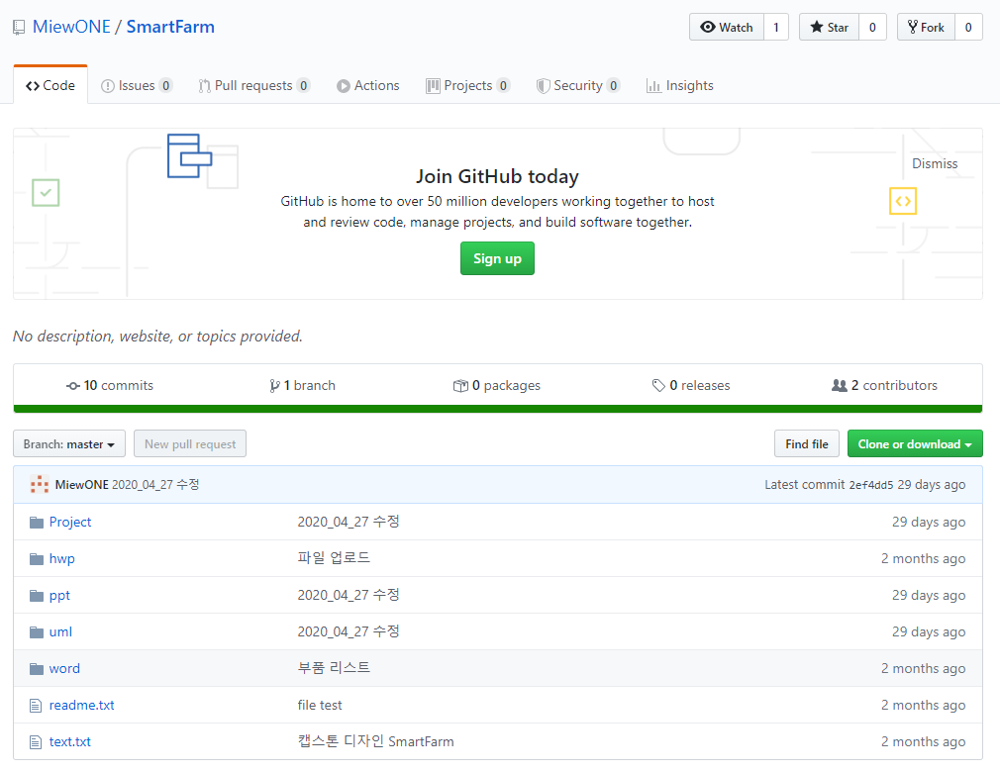 MiewONE / SmartFarm
Watch 1 Star 0 Fork 0
Code Issues 0 Pull requests 0 Actions Projects 0 Security 0 Insights
Dismiss
Join GitHub today
GitHub is home to over 50 million developers working together to host
and review code, manage projects, and build software together.
Sign up
No description, website, or topics provided.
10 commits 1 branch 0 packages 0 releases 2 contributors
Branch: master New pull request Find file Clone or download
MiewONE 2020_04_27 수정 Latest commit 2ef4dd5 29 days ago
Project 2020_04_27 수정 29 days ago
hwp 파일 업로드 2 months ago
ppt 2020_04_27 수정 29 days ago
uml 2020_04_27 수정 29 days ago
word 부품 리스트 2 months ago
readme.txt file test 2 months ago
text.txt 캡스톤 디자인 SmartFarm 2 months ago